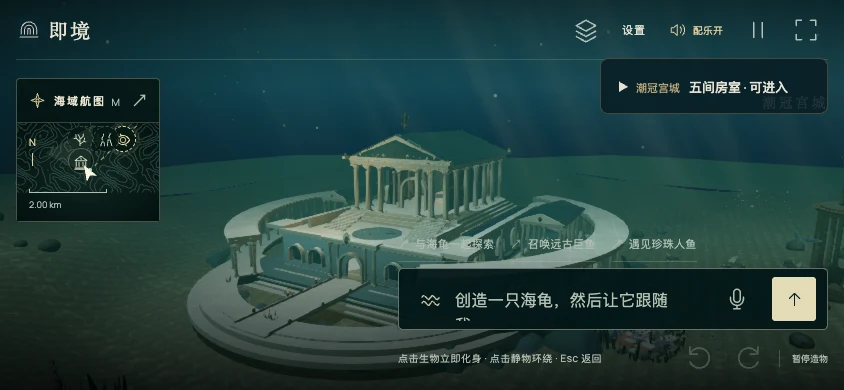 即境
设置
配乐开
潮冠宫城 五间房室·可进入
潮冠宫城
海域航图 M
N
2.00 km
与海龟一起探索 召唤远古巨鱼 遇见珍珠人鱼
创造一只海龟，然后让它跟随
我
点击生物立即化身·点击静物环绕·Esc 返回
暂停造物